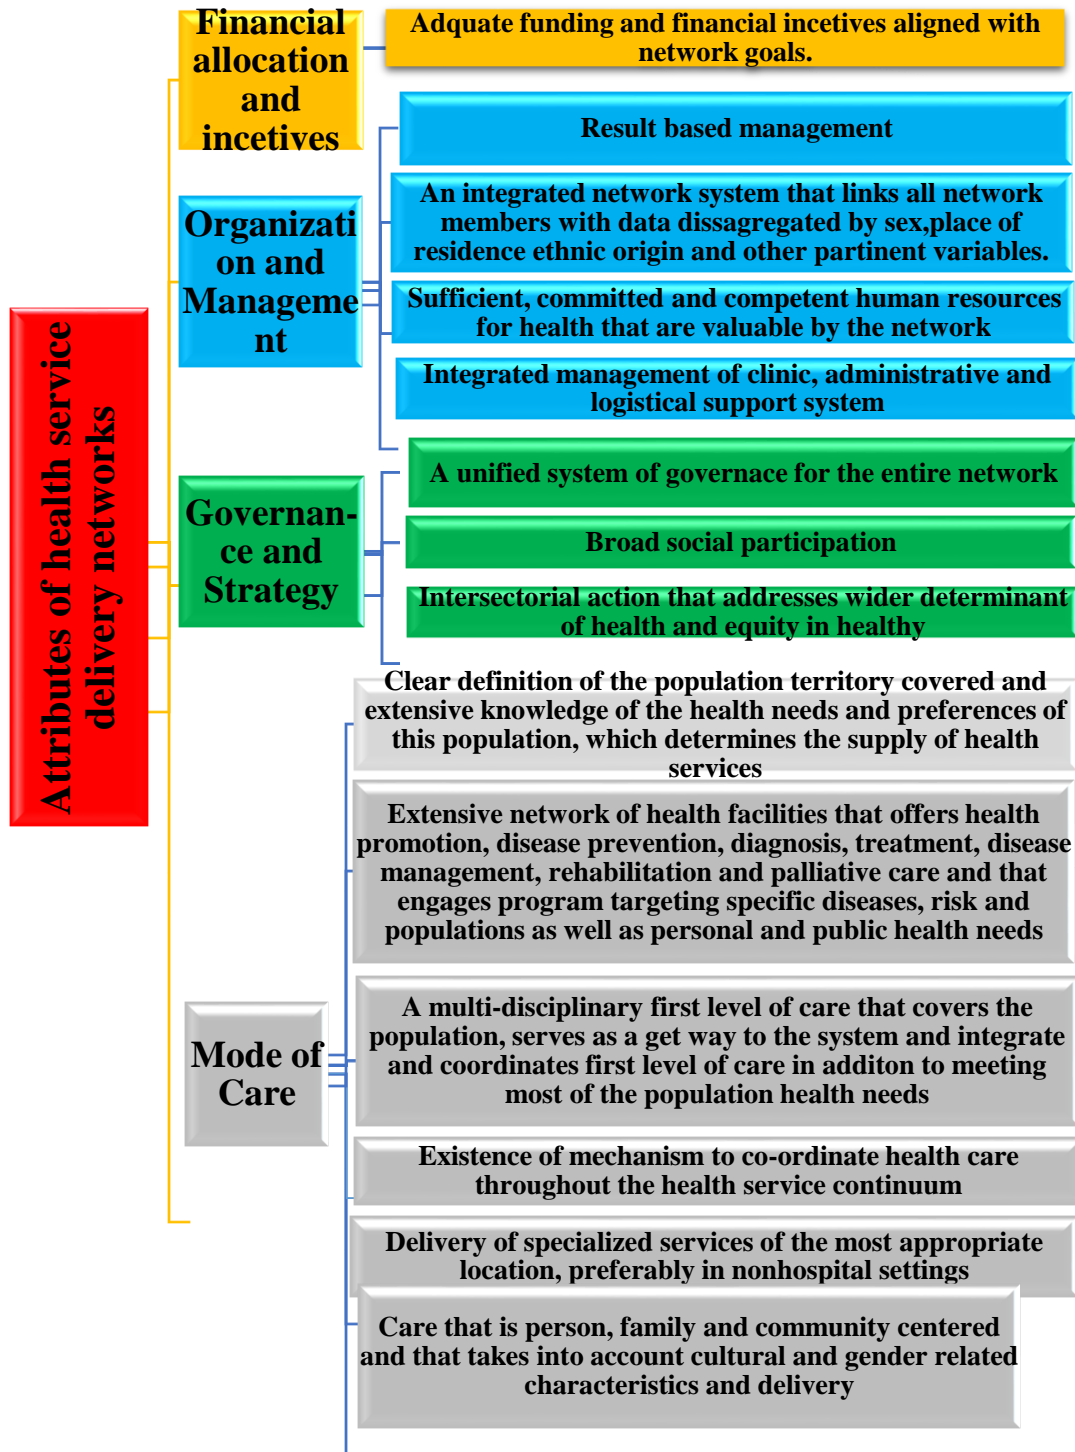 Attributes of health service
delivery networks
Financial
allocation
and
incetives
Adquate funding and financial incetives aligned with
network goals.
Organizati
on and
Manageme
nt
Result based management
An integrated network system that links all network
members with data dissagregated by sex,place of
residence ethnic origin and other partinent variables.
Sufficient, committed and competent human resources
for health that are valuable by the network
Integrated management of clinic, administrative and
logistical support system
Governan-
ce and
Strategy
A unified system of governace for the entire network
Broad social participation
Intersectorial action that addresses wider determinant
of health and equity in healthy
Mode of
Care
Clear definition of the population territory covered and
extensive knowledge of the health needs and preferences of
this population, which determines the supply of health
services
Extensive network of health facilities that offers health
promotion, disease prevention, diagnosis, treatment, disease
management, rehabilitation and palliative care and that
engages program targeting specific diseases, risk and
populations as well as personal and public health needs
A multi-disciplinary first level of care that covers the
population, serves as a get way to the system and integrate
and coordinates first level of care in additon to meeting
most of the population health needs
Existence of mechanism to co-ordinate health care
throughout the health service continuum
Delivery of specialized services of the most appropriate
location, preferably in nonhospital settings
Care that is person, family and community centered
and that takes into account cultural and gender related
characteristics and delivery